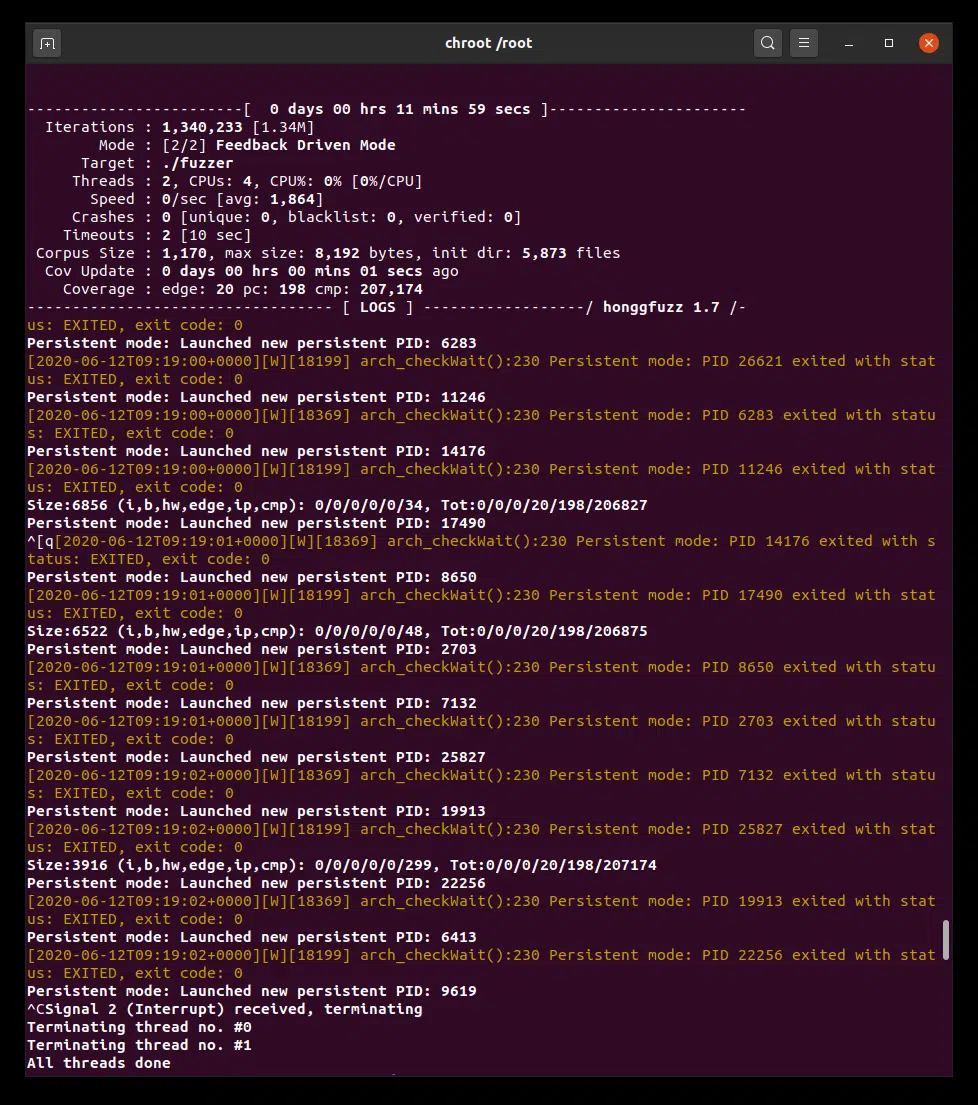 chroot /root
------------------------[  0 days 00 hrs 11 mins 59 secs ]----------------------
  Iterations : 1,340,233 [1.34M]
        Mode : [2/2] Feedback Driven Mode
      Target : ./fuzzer
     Threads : 2, CPUs: 4, CPU%: 0% [0%/CPU]
       Speed : 0/sec [avg: 1,864]
     Crashes : 0 [unique: 0, blacklist: 0, verified: 0]
    Timeouts : 2 [10 sec]
 Corpus Size : 1,170, max size: 8,192 bytes, init dir: 5,873 files
  Cov Update : 0 days 00 hrs 00 mins 01 secs ago
    Coverage : edge: 20 pc: 198 cmp: 207,174
---------------------------------- [ LOGS ] ------------------/ honggfuzz 1.7 /-
us: EXITED, exit code: 0
Persistent mode: Launched new persistent PID: 6283
[2020-06-12T09:19:00+0000][W][18199] arch_checkWait():230 Persistent mode: PID 26621 exited with stat
us: EXITED, exit code: 0
Persistent mode: Launched new persistent PID: 11246
[2020-06-12T09:19:00+0000][W][18369] arch_checkWait():230 Persistent mode: PID 6283 exited with statu
s: EXITED, exit code: 0
Persistent mode: Launched new persistent PID: 14176
[2020-06-12T09:19:00+0000][W][18199] arch_checkWait():230 Persistent mode: PID 11246 exited with stat
us: EXITED, exit code: 0
Size:6856 (i,b,hw,edge,ip,cmp): 0/0/0/0/0/34, Tot:0/0/0/20/198/206827
Persistent mode: Launched new persistent PID: 17490
^[q[2020-06-12T09:19:01+0000][W][18369] arch_checkWait():230 Persistent mode: PID 14176 exited with s
tatus: EXITED, exit code: 0
Persistent mode: Launched new persistent PID: 8650
[2020-06-12T09:19:01+0000][W][18199] arch_checkWait():230 Persistent mode: PID 17490 exited with stat
us: EXITED, exit code: 0
Size:6522 (i,b,hw,edge,ip,cmp): 0/0/0/0/0/48, Tot:0/0/0/20/198/206875
Persistent mode: Launched new persistent PID: 2703
[2020-06-12T09:19:01+0000][W][18369] arch_checkWait():230 Persistent mode: PID 8650 exited with statu
s: EXITED, exit code: 0
Persistent mode: Launched new persistent PID: 7132
[2020-06-12T09:19:01+0000][W][18199] arch_checkWait():230 Persistent mode: PID 2703 exited with statu
s: EXITED, exit code: 0
Persistent mode: Launched new persistent PID: 25827
[2020-06-12T09:19:02+0000][W][18369] arch_checkWait():230 Persistent mode: PID 7132 exited with statu
s: EXITED, exit code: 0
Persistent mode: Launched new persistent PID: 19913
[2020-06-12T09:19:02+0000][W][18199] arch_checkWait():230 Persistent mode: PID 25827 exited with stat
us: EXITED, exit code: 0
Size:3916 (i,b,hw,edge,ip,cmp): 0/0/0/0/0/299, Tot:0/0/0/20/198/207174
Persistent mode: Launched new persistent PID: 22256
[2020-06-12T09:19:02+0000][W][18369] arch_checkWait():230 Persistent mode: PID 19913 exited with stat
us: EXITED, exit code: 0
Persistent mode: Launched new persistent PID: 6413
[2020-06-12T09:19:02+0000][W][18199] arch_checkWait():230 Persistent mode: PID 22256 exited with stat
us: EXITED, exit code: 0
Persistent mode: Launched new persistent PID: 9619
^CSignal 2 (Interrupt) received, terminating
Terminating thread no. #0
Terminating thread no. #1
All threads done